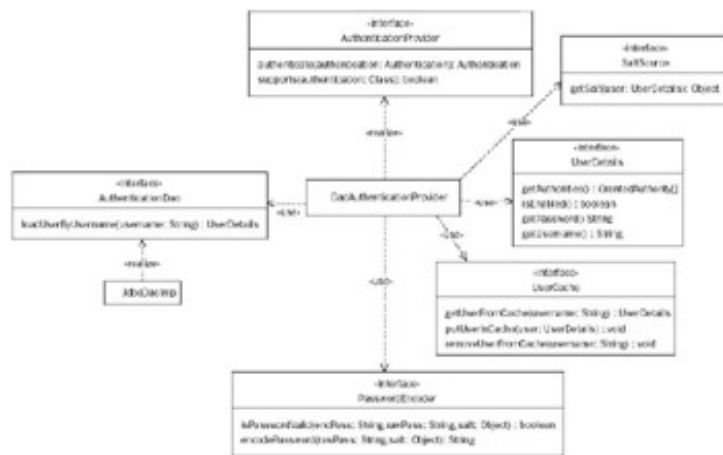 «interface»
AuthenticationProvider
authenticate(authentication: Authentication): Authentication
supports(authentication: Class): boolean
«interface»
SaltSource
getSalt(user: UserDetails): Object
«realize»
«use»
«interface»
UserDetails
getAuthorities() : GrantedAuthority[]
isEnabled() : boolean
getPassword() String
getUsername() : String
«interface»
AuthenticationDao
loadUserByUsername(username: String) : UserDetails
«use»
DaoAuthenticationProvider
«use»
«use»
«realize»
JdbcDaoImp
«use»
«interface»
UserCache
getUserFromCache(username: String) : UserDetails
putUserInCache(user: UserDetails) : void
removeUserFromCache(username: String) : void
«interface»
PasswordEncoder
isPasswordValid(encPass: String, rawPass: String, salt: Object) : boolean
encodePassword(rawPass: String, salt: Object): String